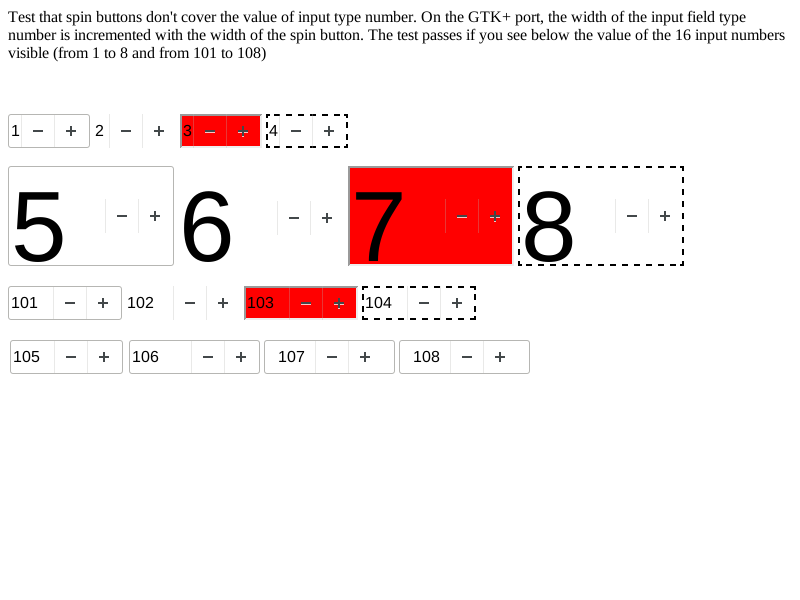 Test that spin buttons don't cover the value of input type number. On the GTK+ port, the width of the input field type
number is incremented with the width of the spin button. The test passes if you see below the value of the 16 input numbers
visible (from 1 to 8 and from 101 to 108)
1 − + 2 − + 3 − + 4 − +
5 − + 6 − + 7 − + 8 − +
101 − + 102 − + 103 − + 104 − +
105 − + 106 − + 107 − + 108 − +